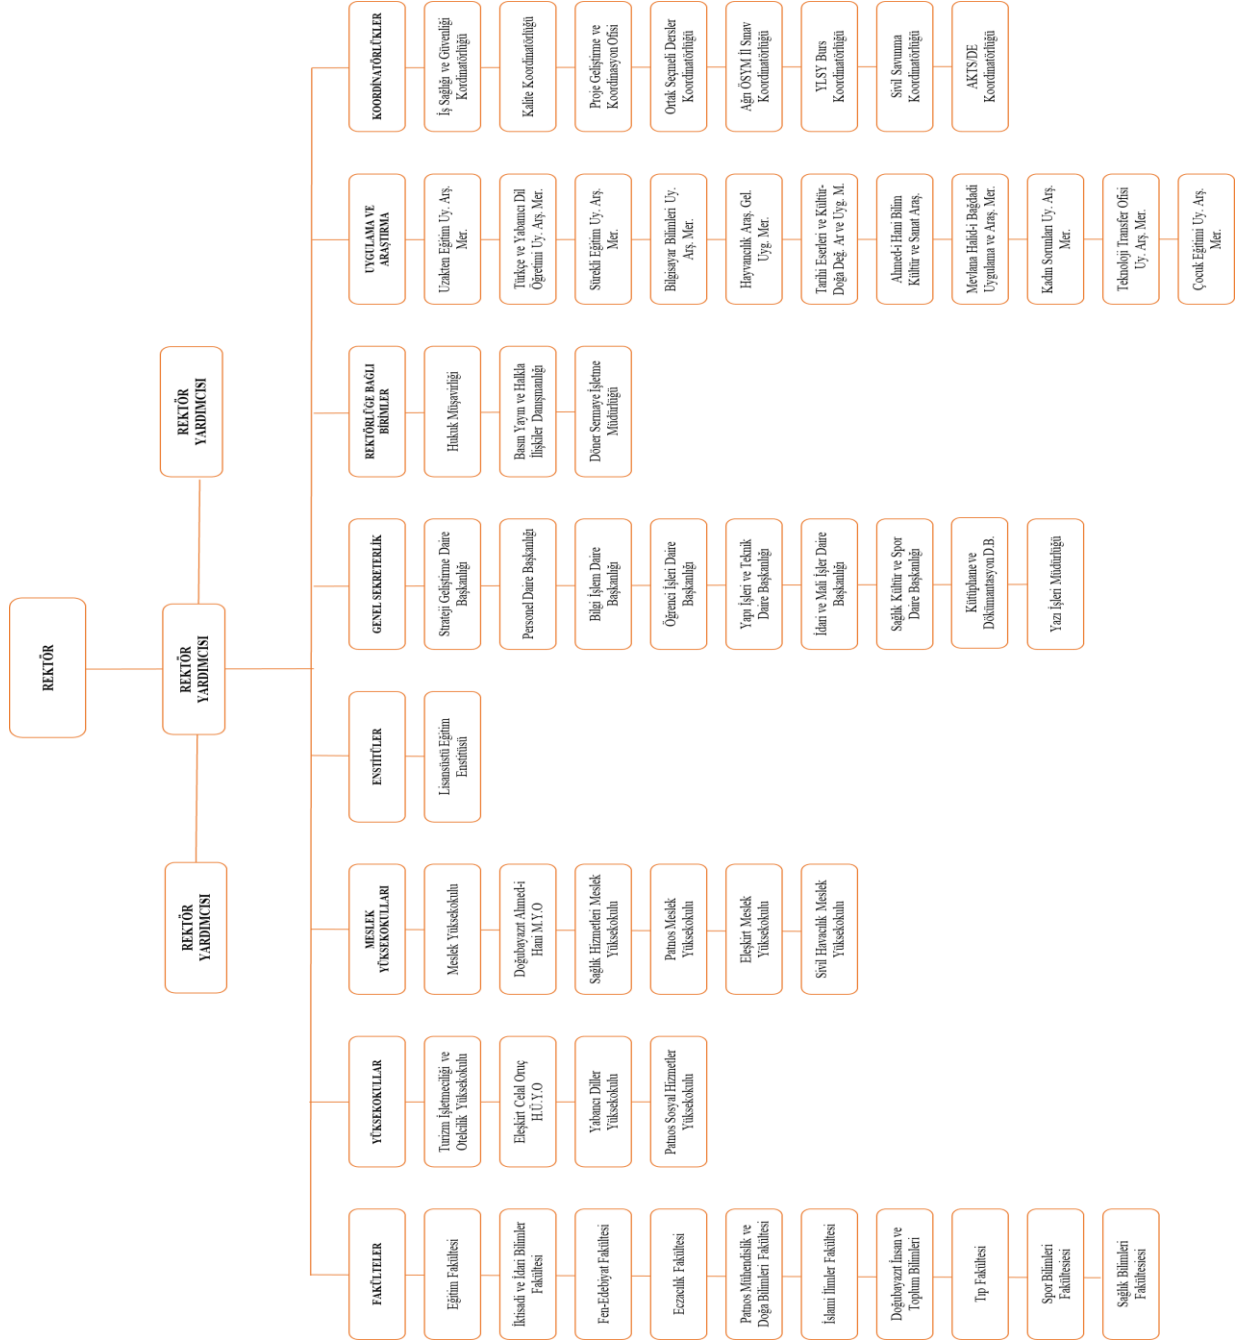 REKTÖR
REKTÖR
YARDIMCISI
REKTÖR
YARDIMCISI
REKTÖR
YARDIMCISI
FAKÜLTELER
Eğitim Fakültesi
İktisadi ve İdari Bilimler
Fakültesi
Fen-Edebiyat Fakültesi
Eczacılık Fakültesi
Patnos Mühendislik ve
Doğa Bilimleri Fakültesi
İslami İlimler Fakültesi
Doğubayazıt İnsan ve
Toplum Bilimleri
Tıp Fakültesi
Spor Bilimleri
Fakültesiesi
Sağlık Bilimleri
Fakültesiesi
YÜKSEKOKULLAR
Turizm İşletmeciliği ve
Otelcilik Yüksekokulu
Eleşkirt Celal Oruç
H.Ü.Y.O
Yabancı Diller
Yüksekokulu
Patnos Sosyal Hizmetler
Yüksekokulu
MESLEK
YÜKSEKOKULLARI
Meslek Yüksekokulu
Doğubayazıt Ahmed-i
Hani M.Y.O
Sağlık Hizmetleri Meslek
Yüksekokulu
Patnos Meslek
Yüksekokulu
Eleşkirt Meslek
Yüksekokulu
Sivil Havacılık Meslek
Yüksekokulu
ENSTİTÜLER
Lisansüstü Eğitim
Enstitüsü
GENEL SEKRETERLİK
Strateji Geliştirme Daire
Başkanlığı
Personel Daire Başkanlığı
Bilgi İşlem Daire
Başkanlığı
Öğrenci İşleri Daire
Başkanlığı
Yapı İşleri ve Teknik
Daire Başkanlığı
İdari ve Mali İşler Daire
Başkanlığı
Sağlık Kültür ve Spor
Daire Başkanlığı
Kütüphane ve
Dökümantasyon D.B.
Yazı İşleri Müdürlüğü
REKTÖRLÜGE BAĞLI
BİRİMLER
Hukuk Müşavirliği
Basın Yayın ve Halkla
İlişkiler Danışmanlığı
Döner Sermaye İşletme
Müdürlüğü
UYGULAMA VE
ARAŞTIRMA
Uzakten Eğitim Uy. Arş.
Mer.
Türkçe ve Yabancı Dil
Öğretimi Uy. Arş. Mer.
Sürekli Eğitim Uy. Arş.
Mer.
Bilgisayar Bilimleri Uy.
Arş. Mer.
Hayvancılık Araş. Gel.
Uyg. Mer.
Tarihi Eserleri ve Kültür-
Doğa Değ. Ar ve Uyg. M.
Ahmed-i Hani Bilim
Kültür ve Sanat Araş.
Mevlana Halid-i Bağdadi
Uygulama ve Araş. Mer.
Kadın Sorunları Uy. Arş.
Mer.
Teknoloji Transfer Ofisi
Uy. Arş. Mer.
Çocuk Eğitimi Uy. Arş.
Mer.
KOORDİNATÖRLÜKLER
İş Sağlığı ve Güvenliği
Kordinatörlüğü
Kalite Koordinatörlüğü
Proje Geliştirme ve
Koordinasyon Ofisi
Ortak Seçmeli Dersler
Koordinatörlüğü
Ağrı ÖSYM İl Sınav
Koordinatörlüğü
YLSY Burs
Koordinatörlüğü
Sivil Savunma
Koordinatörlüğü
AKTS/DE
Koordinatörlüğü